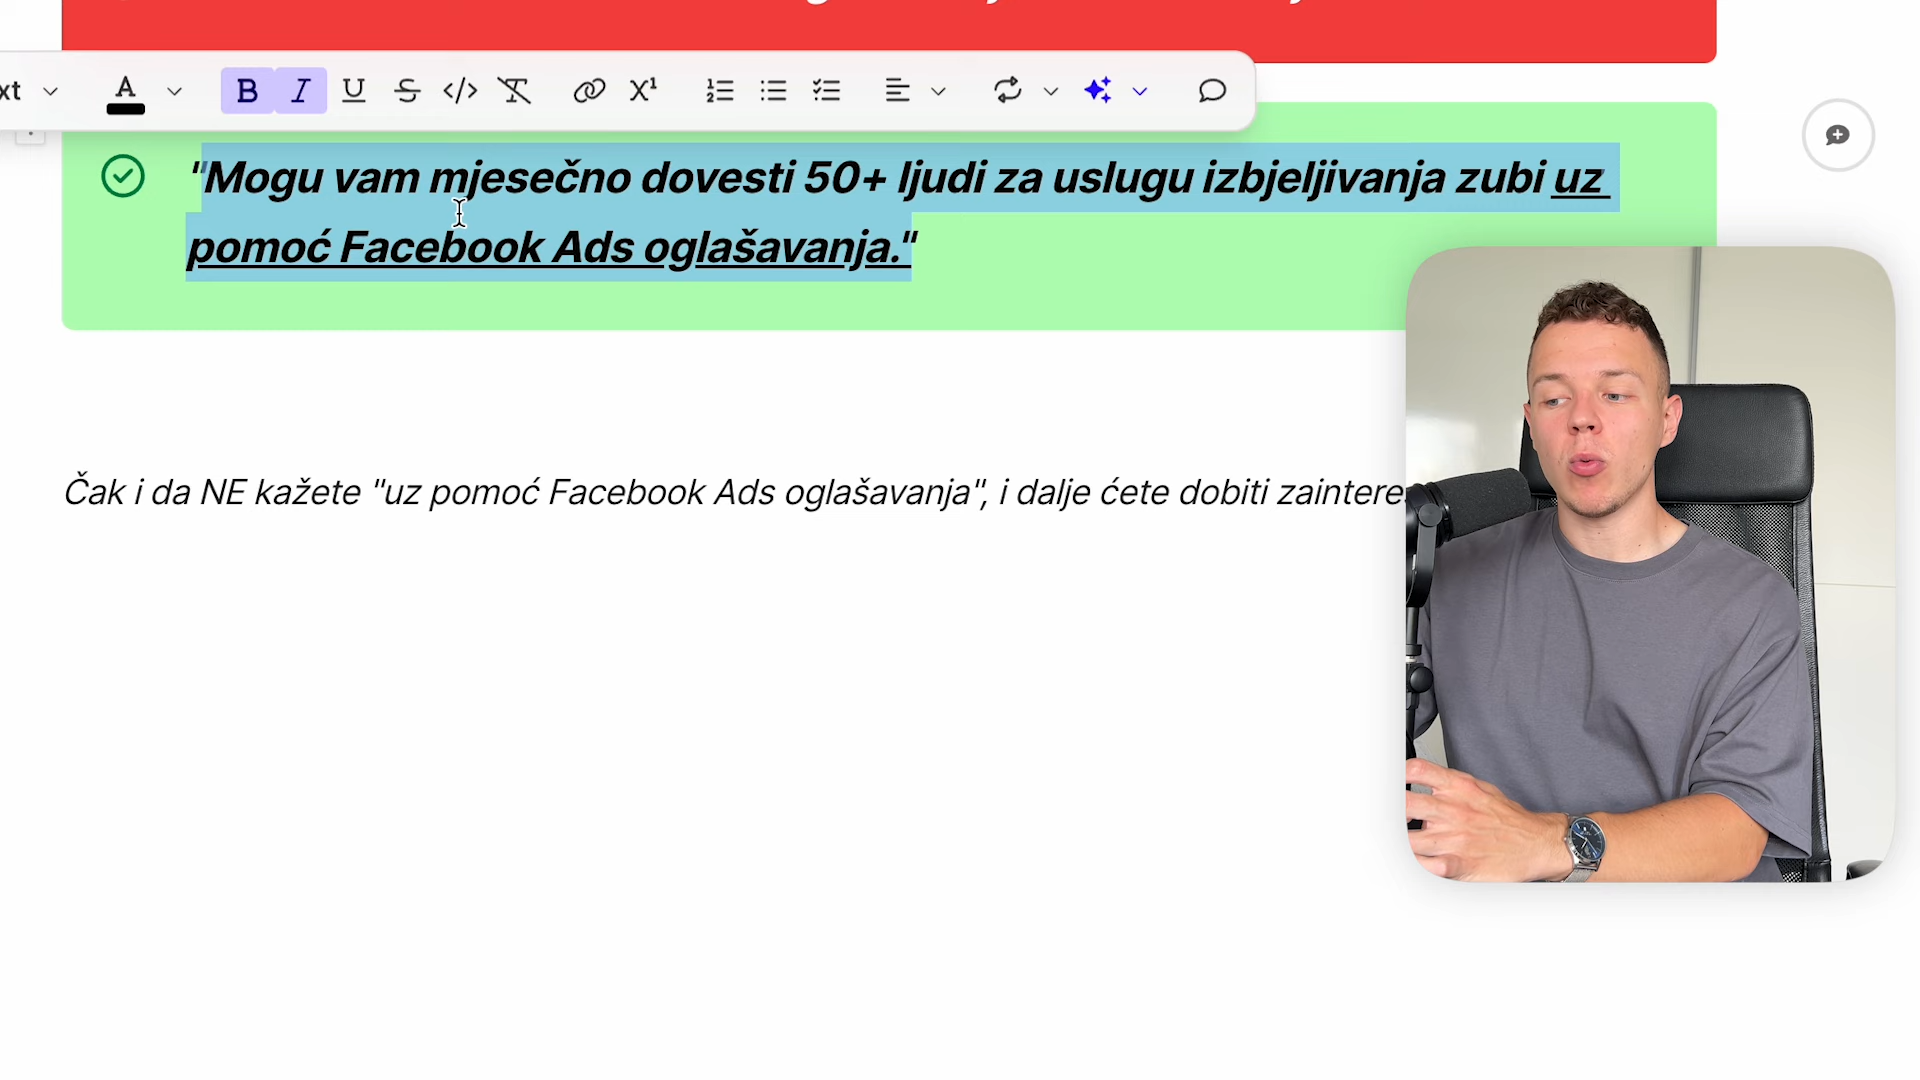 A
B I U
X¹
"Mogu vam mjesečno dovesti 50+ ljudi za uslugu izbjeljivanja zubi uz
pomoć Facebook Ads oglašavanja."
Čak i da NE kažete "uz pomoć Facebook Ads oglašavanja", i dalje ćete dobiti